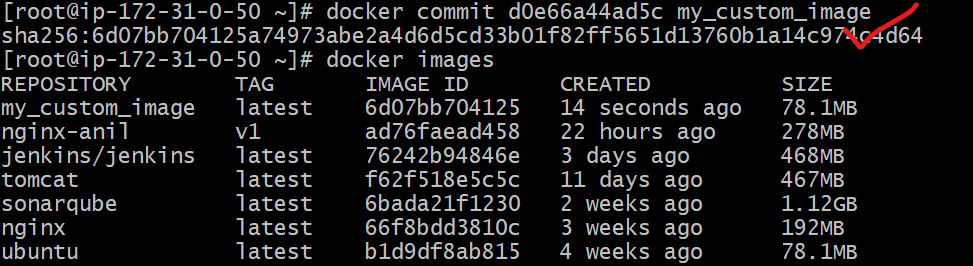 [root@ip-172-31-0-50 ~]# docker commit d0e66a44ad5c my_custom_image
sha256:6d07bb704125a74973abe2a4d6d5cd33b01f82ff5651d13760b1a14c974c4d64
[root@ip-172-31-0-50 ~]# docker images
REPOSITORY TAG IMAGE ID CREATED SIZE
my_custom_image latest 6d07bb704125 14 seconds ago 78.1MB
nginx-anil v1 ad76faead458 22 hours ago 278MB
jenkins/jenkins latest 76242b94846e 3 days ago 468MB
tomcat latest f62f518e5c5c 11 days ago 467MB
sonarqube latest 6bada21f1230 2 weeks ago 1.12GB
nginx latest 66f8bdd3810c 3 weeks ago 192MB
ubuntu latest b1d9df8ab815 4 weeks ago 78.1MB